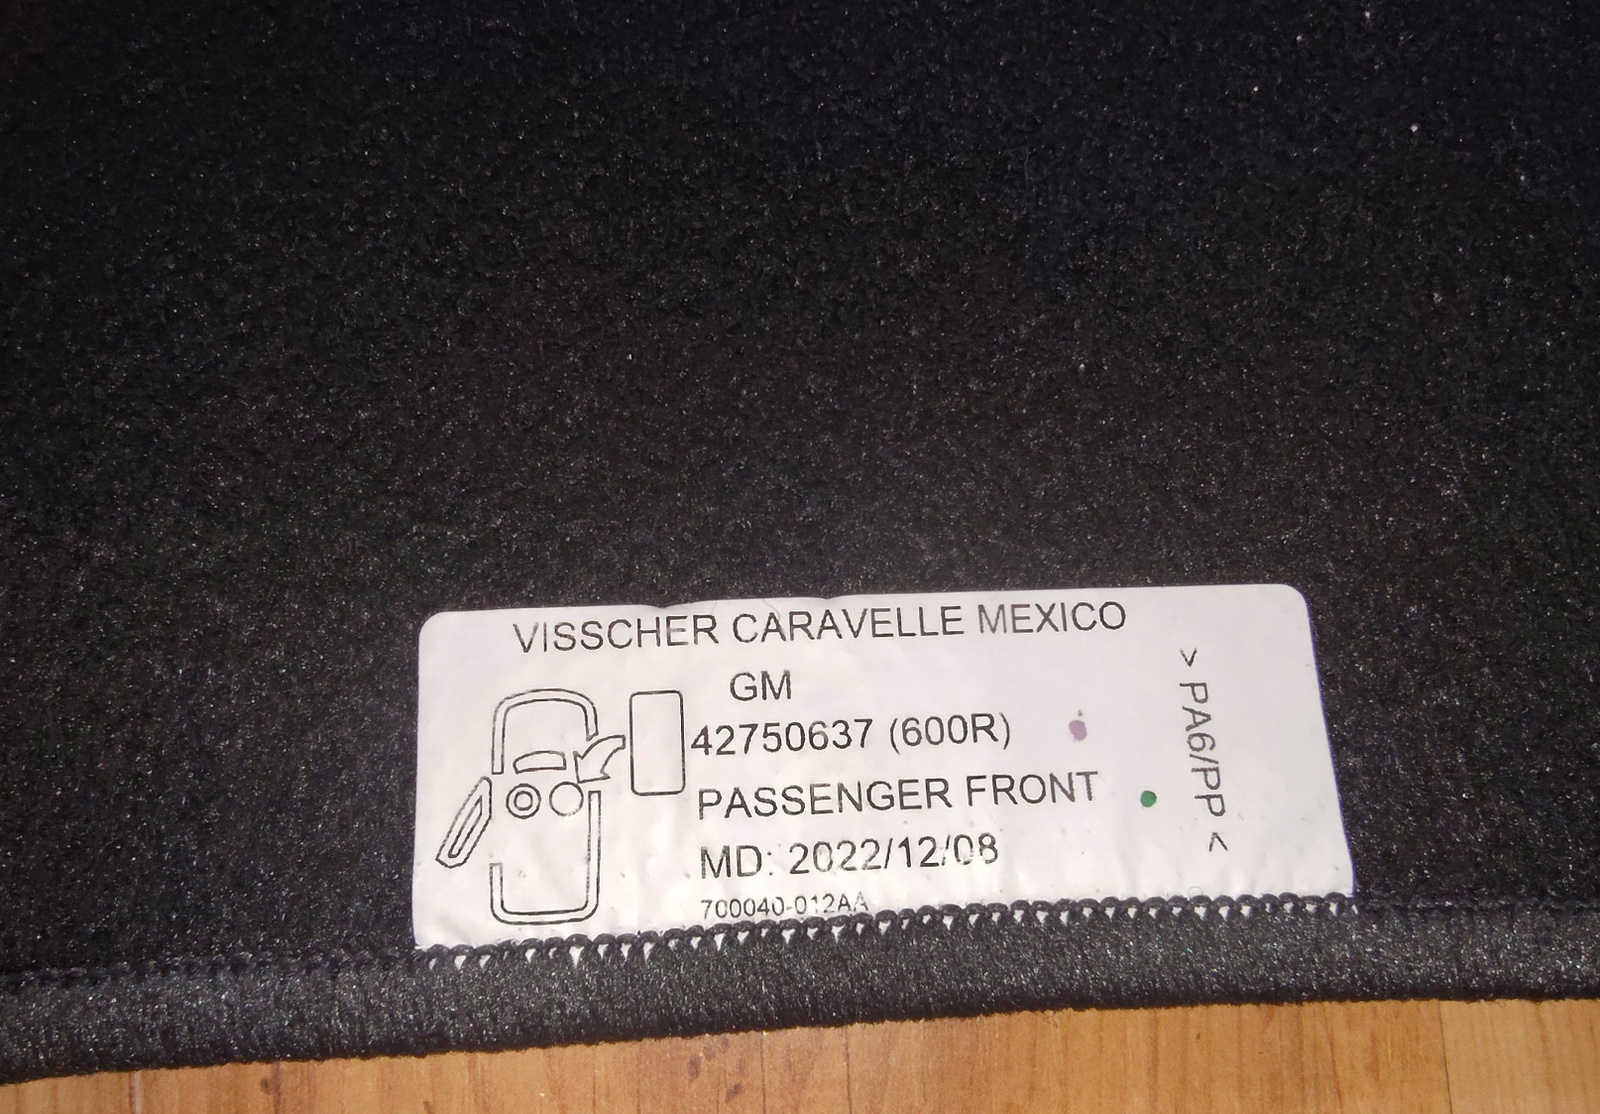 VISSCHER CARAVELLE MEXICO
GM
42750637 (600R)
PASSENGER FRONT
MD: 2022/12/08
700040-012AA
>PA6/PP<